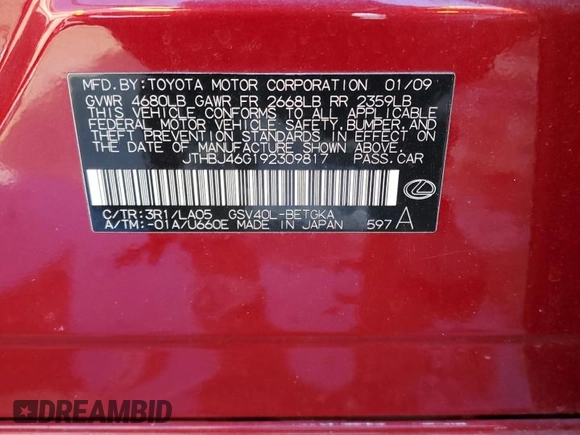 MFD.BY:TOYOTA MOTOR CORPORATION 01/09
GVWR 4680LB GAWR FR 2668LB RR 2359LB
THIS VEHICLE CONFORMS TO ALL APPLICABLE
FEDERAL MOTOR VEHICLE SAFETY,BUMPER,AND
THEFT PREVENTION STANDARDS IN EFFECT ON
THE DATE OF MANUFACTURE SHOWN ABOVE.
JTHBJ46G192309817 PASS.CAR
C/TR:3R1/LA05 GSV40L-BETGKA
A/TM:-01A/U660E MADE IN JAPAN 597 A
DREAMBID